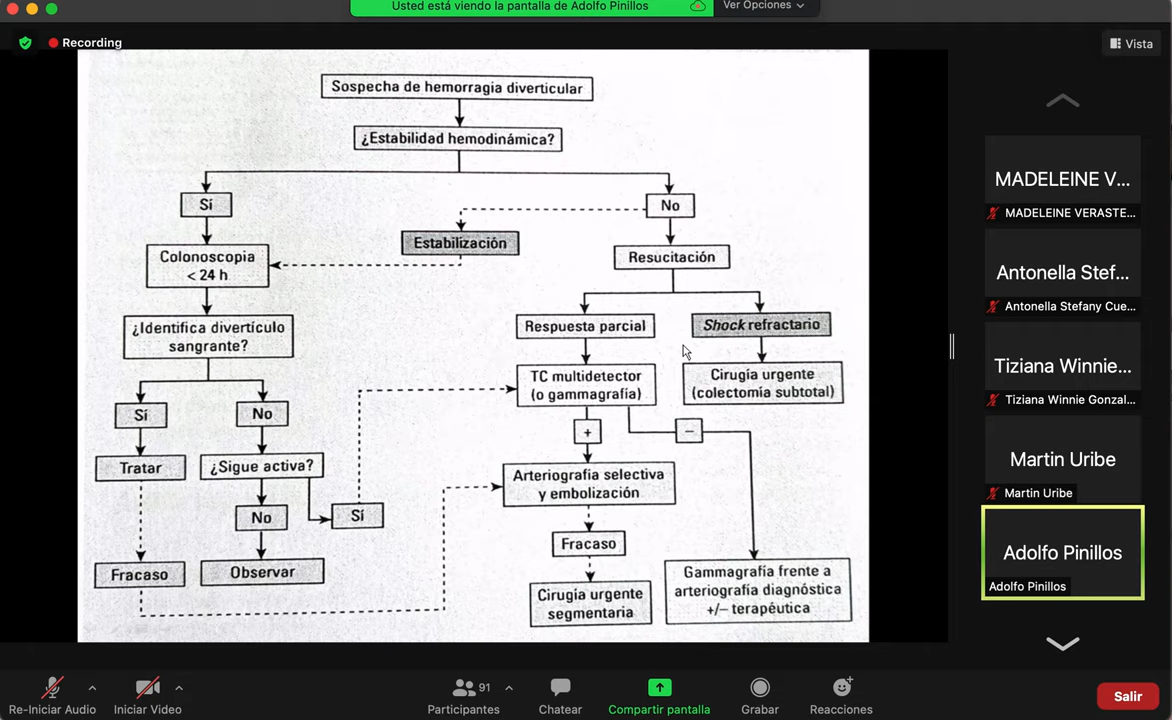 Usted está viendo la pantalla de Adolfo Pinillos
Ver Opciones
Recording
Vista
Sospecha de hemorragia diverticular
¿Estabilidad hemodinámica?
Sí
No
Estabilización
Colonoscopia
< 24 h
Resucitación
¿Identifica divertículo
sangrante?
Respuesta parcial
Shock refractario
TC multidetector
(o gammagrafía)
Cirugía urgente
(colectomía subtotal)
Sí
No
+
−
Tratar
¿Sigue activa?
Arteriografía selectiva
y embolización
No
Sí
Fracaso
Fracaso
Observar
Cirugía urgente
segmentaria
Gammagrafía frente a
arteriografía diagnóstica
+/− terapéutica
MADELEINE V...
MADELEINE VERASTE...
Antonella Stef...
Antonella Stefany Cue...
Tiziana Winnie...
Tiziana Winnie Gonzal...
Martin Uribe
Martin Uribe
Adolfo Pinillos
Adolfo Pinillos
Re-Iniciar Audio
Iniciar Video
91
Participantes
Chatear
Compartir pantalla
Grabar
Reacciones
Salir